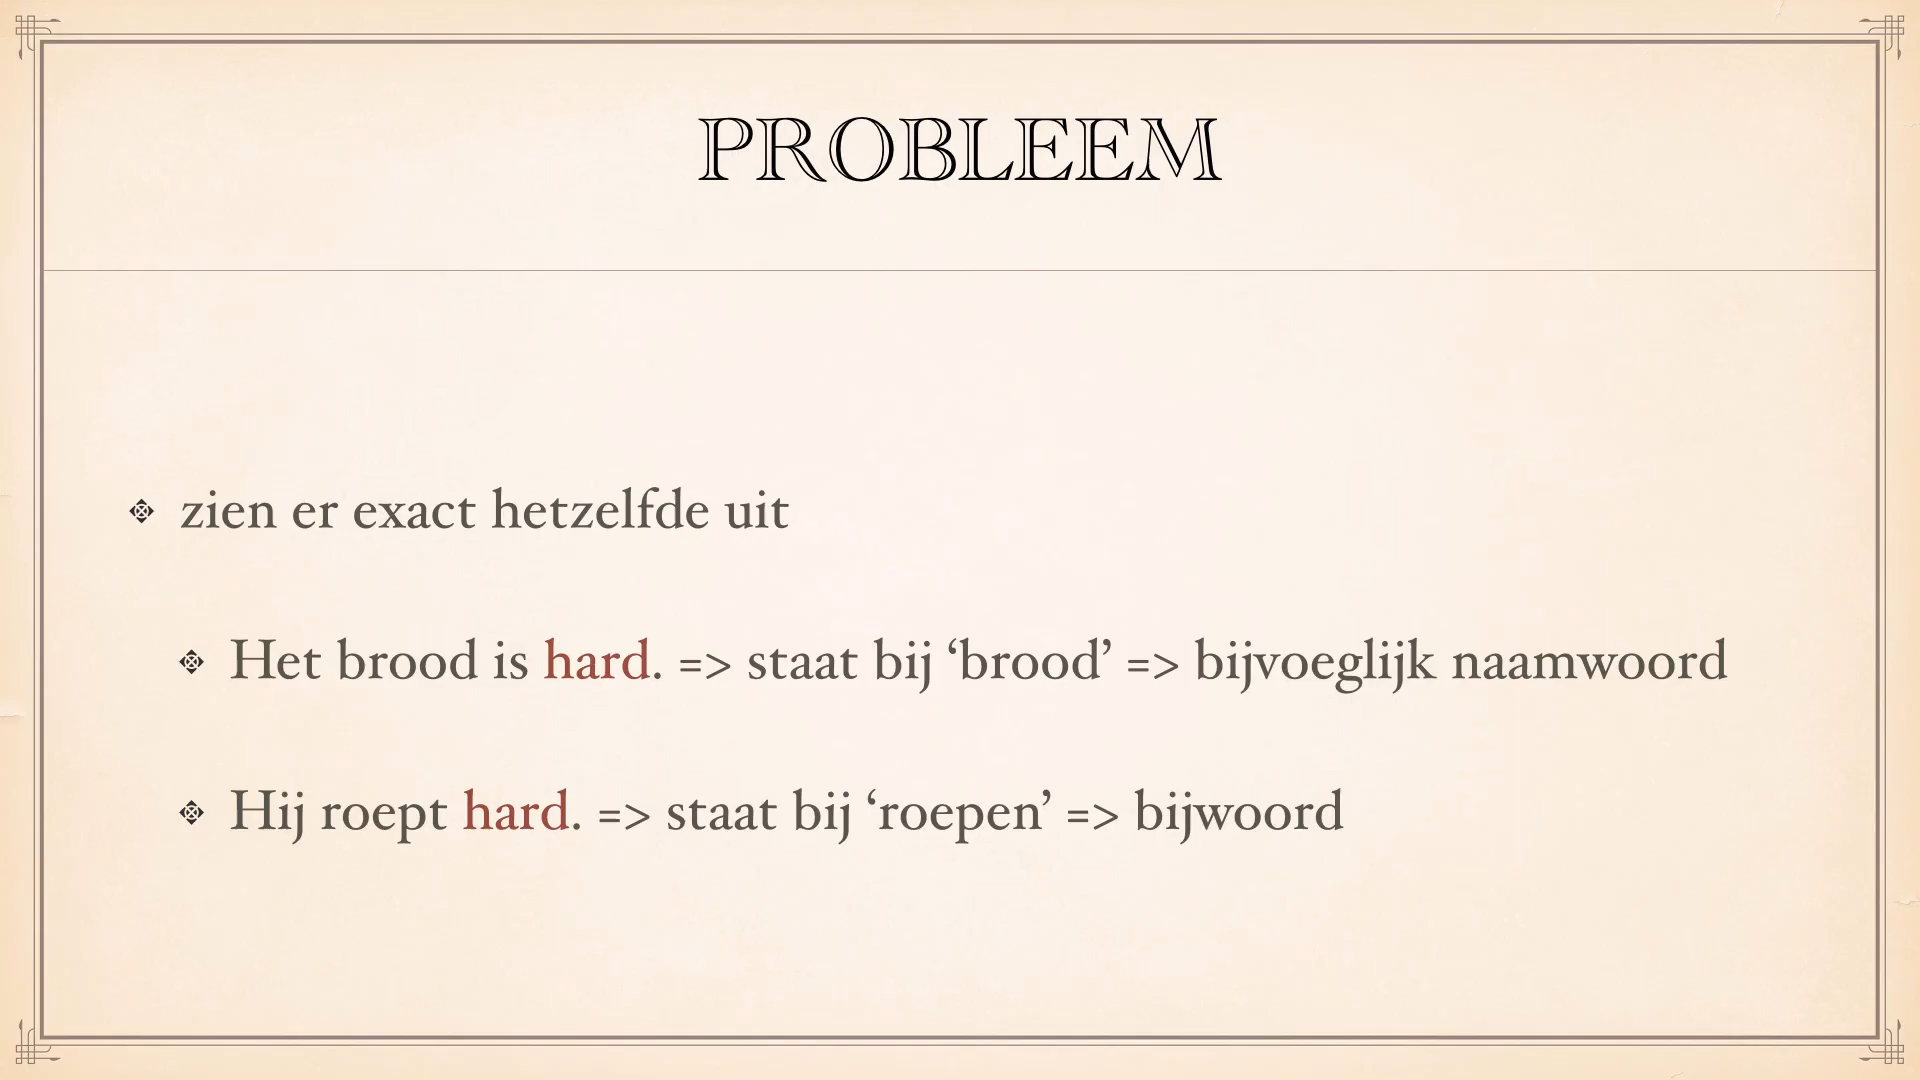 PROBLEEM
zien er exact hetzelfde uit
Het brood is hard. => staat bij ‘brood’ => bijvoeglijk naamwoord
Hij roept hard. => staat bij ‘roepen’ => bijwoord